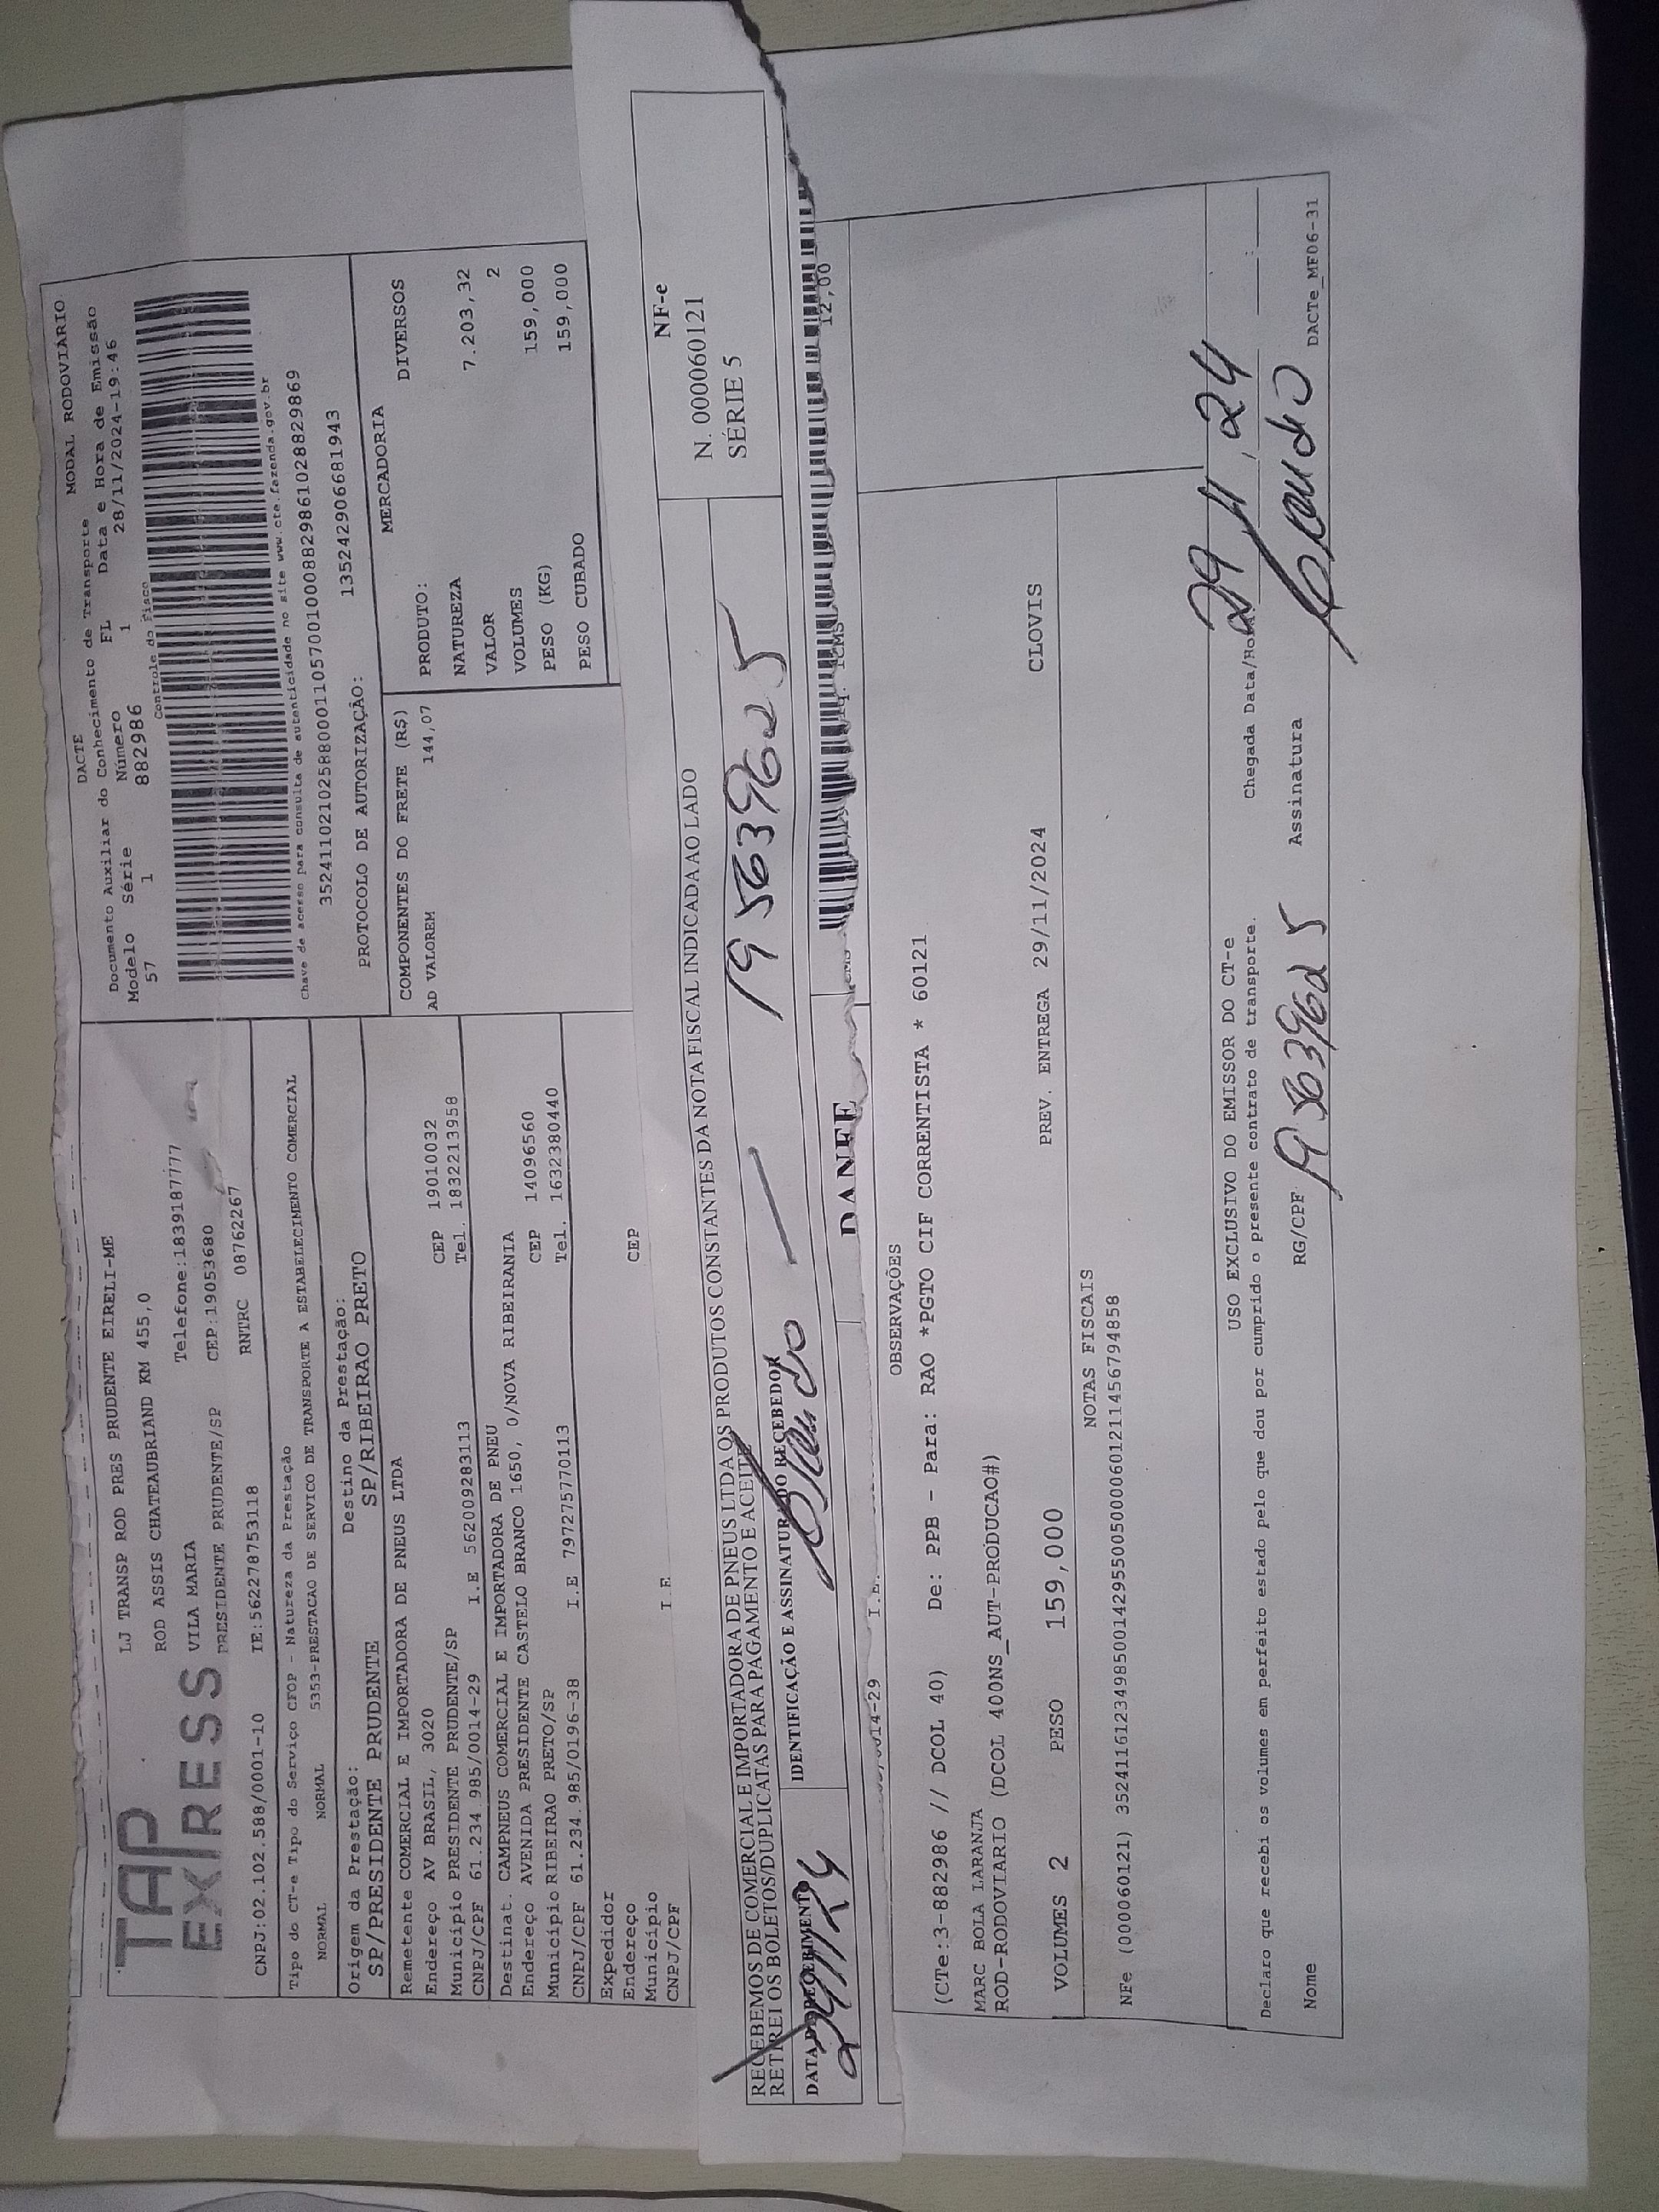 TAP
EXPRESS
LJ TRANSP ROD PRES PRUDENTE EIRELI-ME
ROD ASSIS CHATEAUBRIAND KM 455,0
VILA MARIA Telefone:1839187777
PRESIDENTE PRUDENTE/SP CEP:19053680
CNPJ:02.102.588/0001-10 IE:562278753118 RNTRC 08762267
DACTE MODAL RODOVIÁRIO
Documento Auxiliar do Conhecimento de Transporte
Modelo Série Número FL Data e Hora de Emissão
57 1 882986 1 28/11/2024-19:46
Controle do Fisco
Chave de acesso para consulta de autenticidade no site www.cte.fazenda.gov.br
35241102102588000110570010008829861028829869
PROTOCOLO DE AUTORIZAÇÃO: 135242906681943
Tipo do CT-e Tipo do Serviço CFOP - Natureza da Prestação
NORMAL NORMAL 5353-PRESTACAO DE SERVICO DE TRANSPORTE A ESTABELECIMENTO COMERCIAL
Origem da Prestação: Destino da Prestação:
SP/PRESIDENTE PRUDENTE SP/RIBEIRAO PRETO
Remetente COMERCIAL E IMPORTADORA DE PNEUS LTDA
Endereço AV BRASIL, 3020 CEP 19010032
Município PRESIDENTE PRUDENTE/SP Tel. 1832213958
CNPJ/CPF 61.234.985/0014-29 I.E 562009283113
Destinat. CAMPNEUS COMERCIAL E IMPORTADORA DE PNEU
Endereço AVENIDA PRESIDENTE CASTELO BRANCO 1650, 0/NOVA RIBEIRANIA
Município RIBEIRAO PRETO/SP CEP 14096560
CNPJ/CPF 61.234.985/0196-38 I.E 797275770113 Tel. 1632380440
Expedidor
Endereço
Município CEP
CNPJ/CPF I.E
COMPONENTES DO FRETE (R$)
AD VALOREM 144,07
MERCADORIA
PRODUTO: DIVERSOS
NATUREZA
VALOR 7.203,32
VOLUMES 2
PESO (KG) 159,000
PESO CUBADO 159,000
RECEBEMOS DE COMERCIAL E IMPORTADORA DE PNEUS LTDA OS PRODUTOS CONSTANTES DA NOTA FISCAL INDICADA AO LADO
RETIREI OS BOLETOS/DUPLICATAS PARA PAGAMENTO E ACEITE
NF-e
N. 000060121
SÉRIE 5
IDENTIFICAÇÃO E ASSINATURA DO RECEBEDOR
19563962 5
DANFE
12,00
OBSERVAÇÕES
(CTe:3-882986 // DCOL 40) De: PPB - Para: RAO *PGTO CIF CORRENTISTA * 60121
MARC BOLA LARANJA
ROD-RODOVIARIO (DCOL 400NS_AUT-PRODUCAO#)
VOLUMES 2 PESO 159,000 PREV. ENTREGA 29/11/2024 CLOVIS
NOTAS FISCAIS
NFe (000060121) 35241161234985001429550050000601211456794858
USO EXCLUSIVO DO EMISSOR DO CT-e
Declaro que recebi os volumes em perfeito estado pelo que dou por cumprido o presente contrato de transporte. Chegada Data/Hora 29 11 24
Nome RG/CPF 19563962 5 Assinatura
DACTe_MF06-31